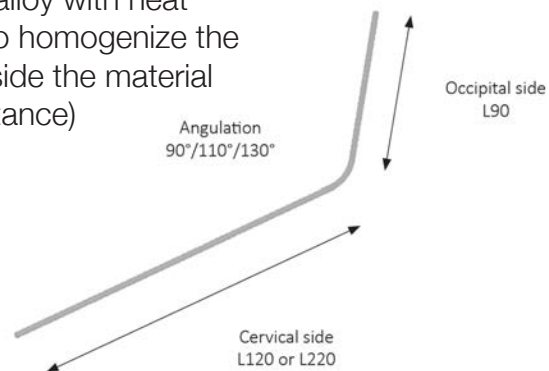 alloy with heat
o homogenize the
side the material
tance)
Angulation
90°/110°/130°
Occipital side
L90
Cervical side
L120 or L220